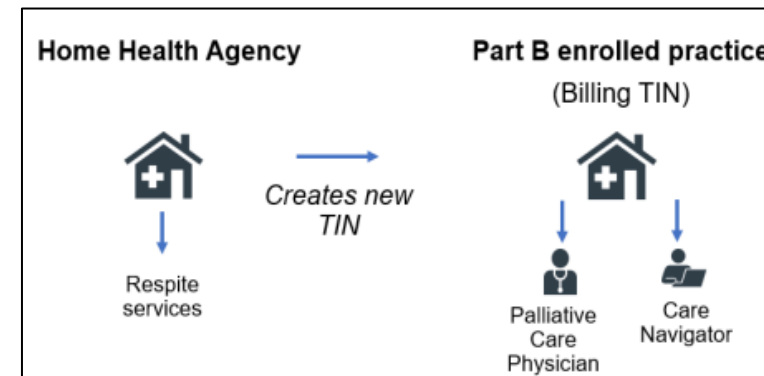 Home Health Agency
Part B enrolled practice
(Billing TIN)
Creates new
TIN
Respite
services
Palliative
Care
Physician
Care
Navigator